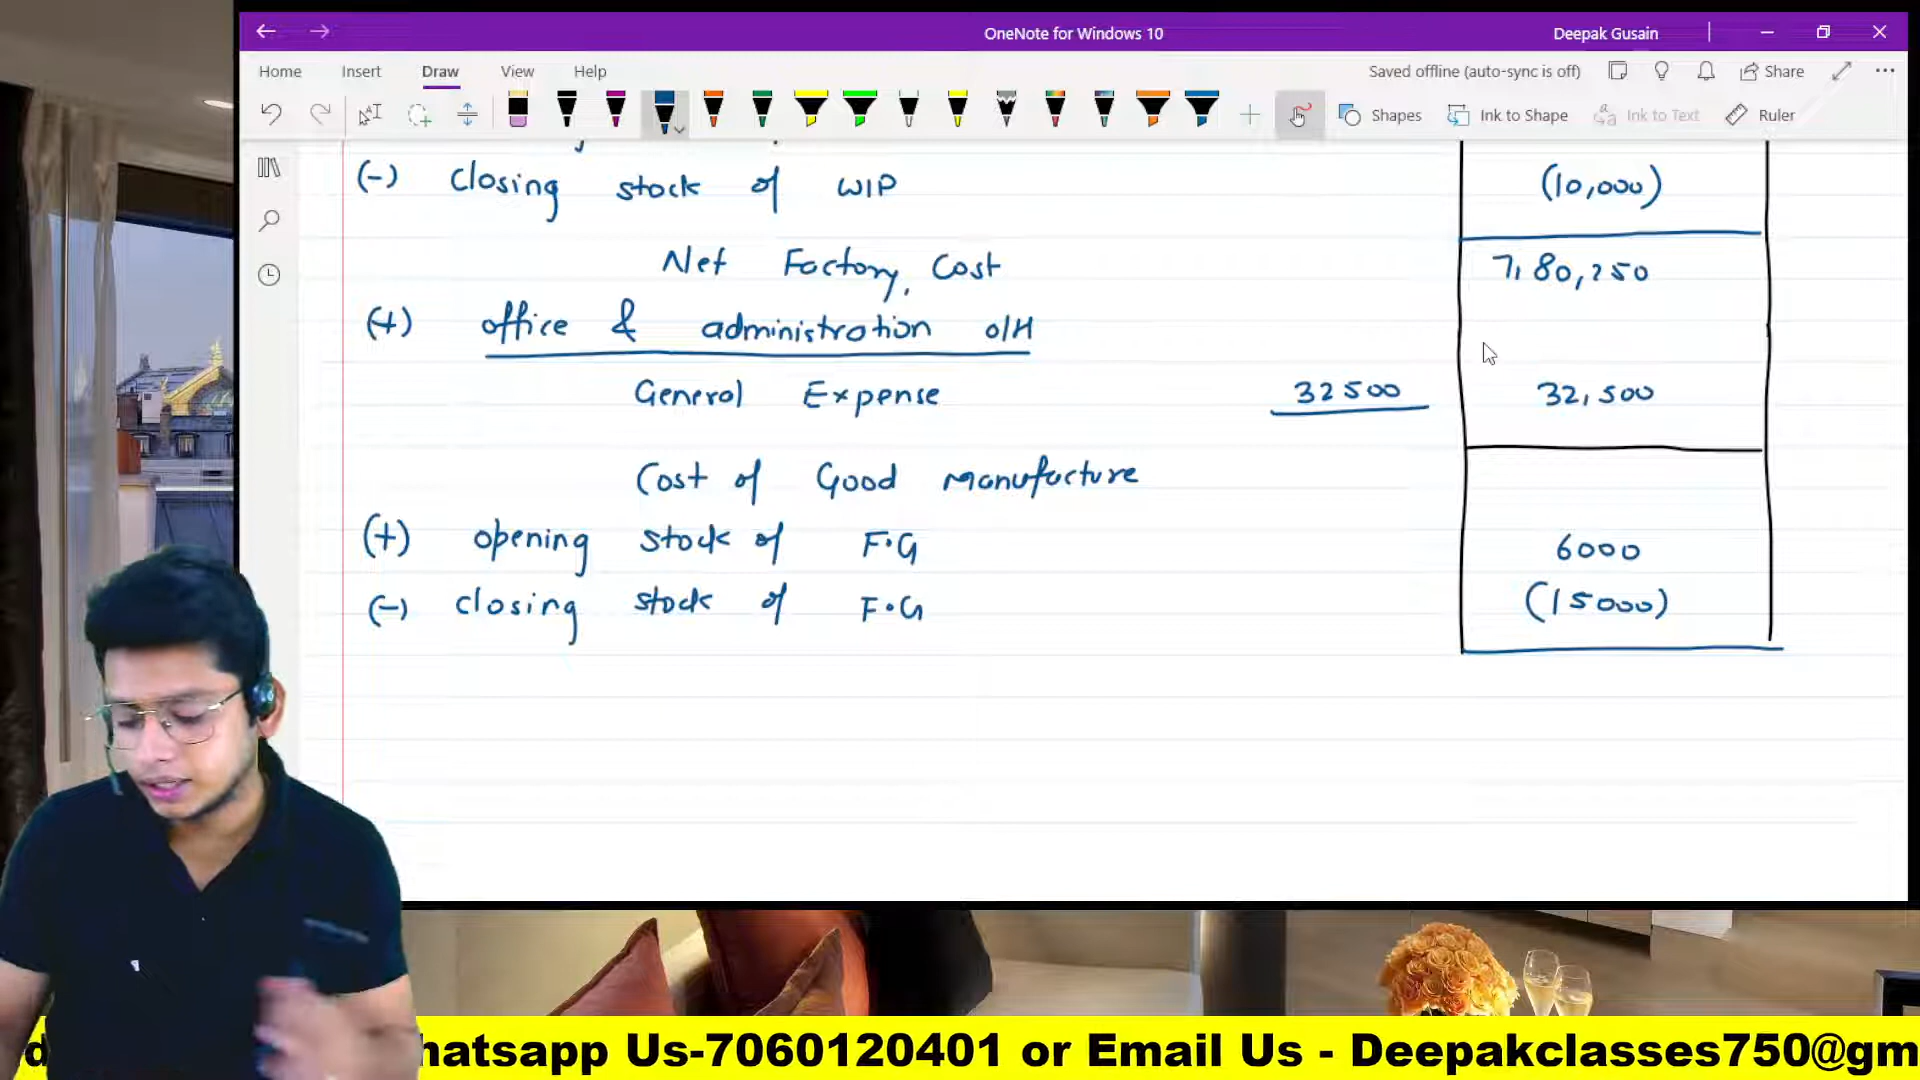 OneNote for Windows 10 Deepak Gusain
Home Insert Draw View Help Saved offline (auto-sync is off) Share
Shapes Ink to Shape Ink to Text Ruler
(-) closing stock of WIP (10,000)
Net Factory Cost 7,80,250
(+) office & administration o/H
General Expense 32500 32,500
Cost of Good manufacture
(+) opening stock of F.G 6000
(-) closing stock of F.G (15000)
hatsapp Us-7060120401 or Email Us - Deepakclasses750@gm